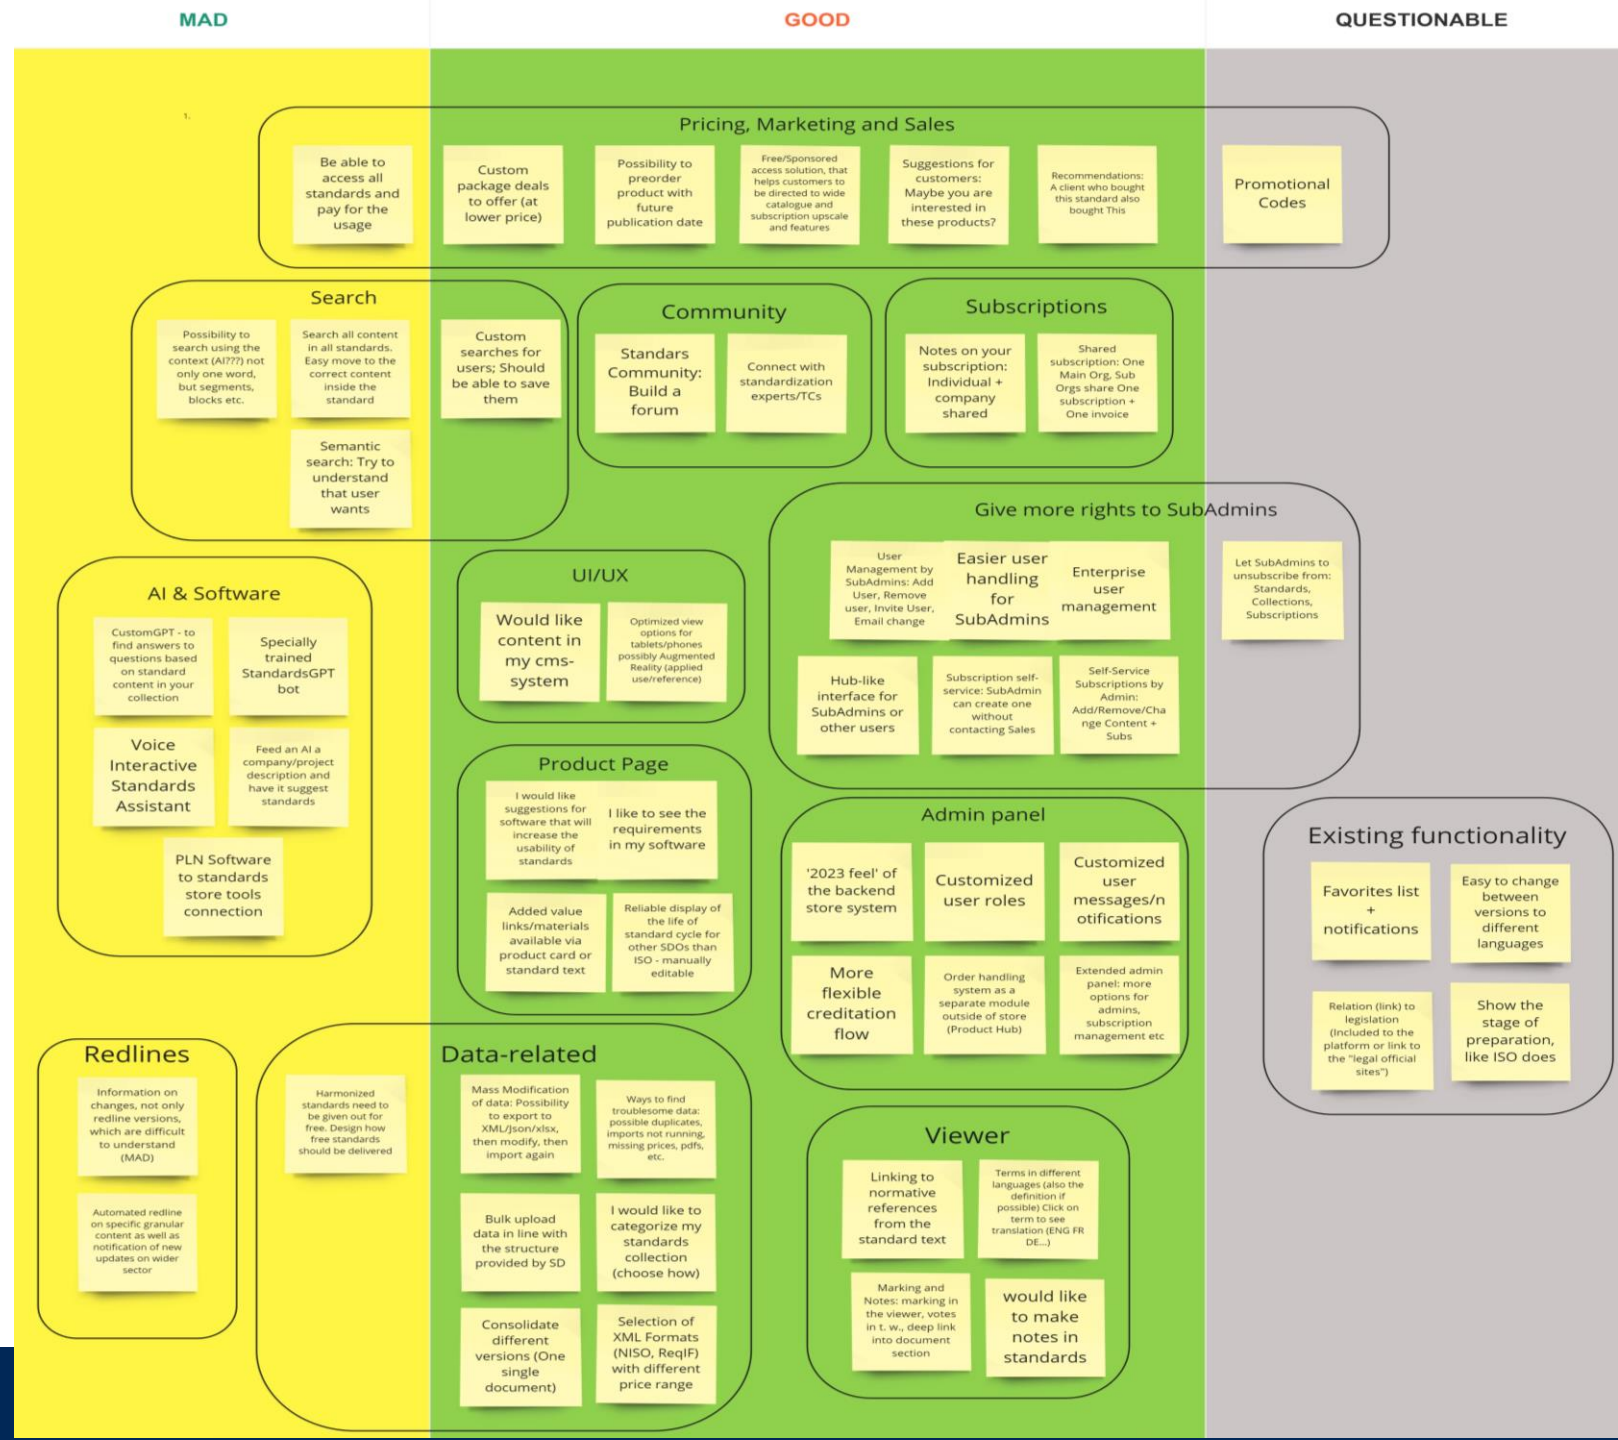 MAD
GOOD
QUESTIONABLE
1.
Pricing, Marketing and Sales
Be able to
access all
standards and
pay for the
usage
Custom
package deals
to offer (at
lower price)
Possibility to
preorder
product with
future
publication date
Free/Sponsored
access solution, that
helps customers to
be directed to wide
catalogue and
subscription upscale
and features
Suggestions for
customers:
Maybe you are
interested in
these products?
Recommendations:
A client who bought
this standard also
bought This
Promotional
Codes
Search
Possibility to
search using the
context (AI???) not
only one word,
but segments,
blocks etc.
Search all content
in all standards.
Easy move to the
correct content
inside the
standard
Custom
searches for
users; Should
be able to save
them
Semantic
search: Try to
understand
that user
wants
Community
Standars
Community:
Build a
forum
Connect with
standardization
experts/TCs
Subscriptions
Notes on your
subscription:
Individual +
company
shared
Shared
subscription: One
Main Org, Sub
Orgs share One
subscription +
One invoice
Give more rights to SubAdmins
User
Management by
SubAdmins: Add
User, Remove
user, Invite User,
Email change
Easier user
handling
for
SubAdmins
Enterprise
user
management
Let SubAdmins to
unsubscribe from:
Standards,
Collections,
Subscriptions
Hub-like
interface for
SubAdmins or
other users
Subscription self-
service: SubAdmin
can create one
without
contacting Sales
Self-Service
Subscriptions by
Admin:
Add/Remove/Cha
nge Content +
Subs
AI & Software
CustomGPT - to
find answers to
questions based
on standard
content in your
collection
Specially
trained
StandardsGPT
bot
Voice
Interactive
Standards
Assistant
Feed an AI a
company/project
description and
have it suggest
standards
PLN Software
to standards
store tools
connection
UI/UX
Would like
content in
my cms-
system
Optimized view
options for
tablets/phones
possibly Augmented
Reality (applied
use/reference)
Product Page
I would like
suggestions for
software that will
increase the
usability of
standards
I like to see the
requirements
in my software
Added value
links/materials
available via
product card or
standard text
Reliable display of
the life of
standard cycle for
other SDOs than
ISO - manually
editable
Admin panel
'2023 feel' of
the backend
store system
Customized
user roles
Customized
user
messages/n
otifications
More
flexible
creditation
flow
Order handling
system as a
separate module
outside of store
(Product Hub)
Extended admin
panel: more
options for
admins,
subscription
management etc
Existing functionality
Favorites list
+
notifications
Easy to change
between
versions to
different
languages
Relation (link) to
legislation
(Included to the
platform or link to
the "legal official
sites")
Show the
stage of
preparation,
like ISO does
Redlines
Information on
changes, not only
redline versions,
which are difficult
to understand
(MAD)
Automated redline
on specific granular
content as well as
notification of new
updates on wider
sector
Data-related
Harmonized
standards need to
be given out for
free. Design how
free standards
should be delivered
Mass Modification
of data: Possibility
to export to
XML/Json/xlsx,
then modify, then
import again
Ways to find
troublesome data:
possible duplicates,
imports not running,
missing prices, pdfs,
etc.
Bulk upload
data in line with
the structure
provided by SD
I would like to
categorize my
standards
collection
(choose how)
Consolidate
different
versions (One
single
document)
Selection of
XML Formats
(NISO, ReqIF)
with different
price range
Viewer
Linking to
normative
references
from the
standard text
Terms in different
languages (also the
definition if
possible) Click on
term to see
translation (ENG FR
DE...)
Marking and
Notes: marking in
the viewer, votes
in t. w., deep link
into document
section
would like
to make
notes in
standards